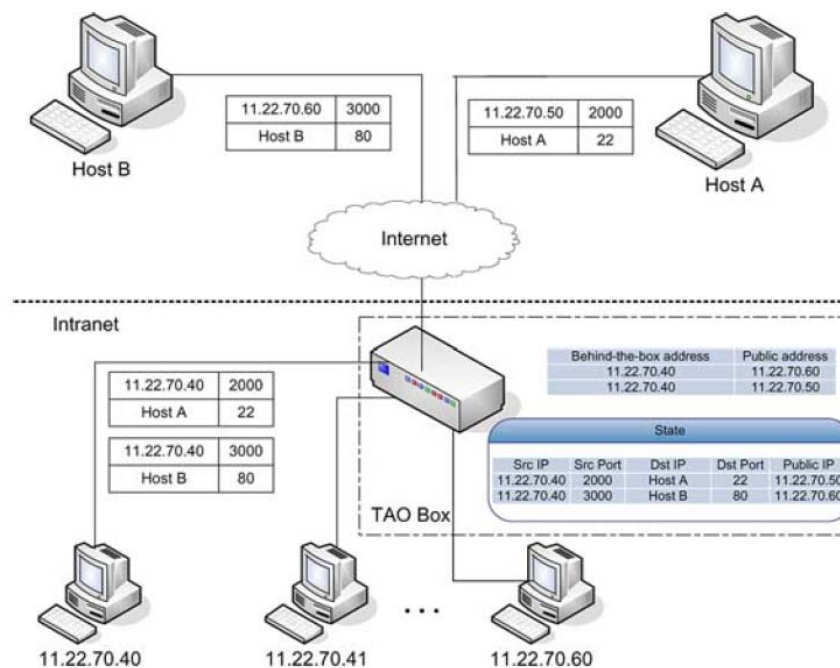 11.22.70.60 3000
Host B 80
11.22.70.50 2000
Host A 22
Host B
Host A
Internet
Intranet
Behind-the-box address Public address
11.22.70.40 11.22.70.60
11.22.70.40 11.22.70.50
11.22.70.40 2000
Host A 22
11.22.70.40 3000
Host B 80
State
Src IP Src Port Dst IP Dst Port Public IP
11.22.70.40 2000 Host A 22 11.22.70.50
11.22.70.40 3000 Host B 80 11.22.70.60
TAO Box
...
11.22.70.40
11.22.70.41
11.22.70.60